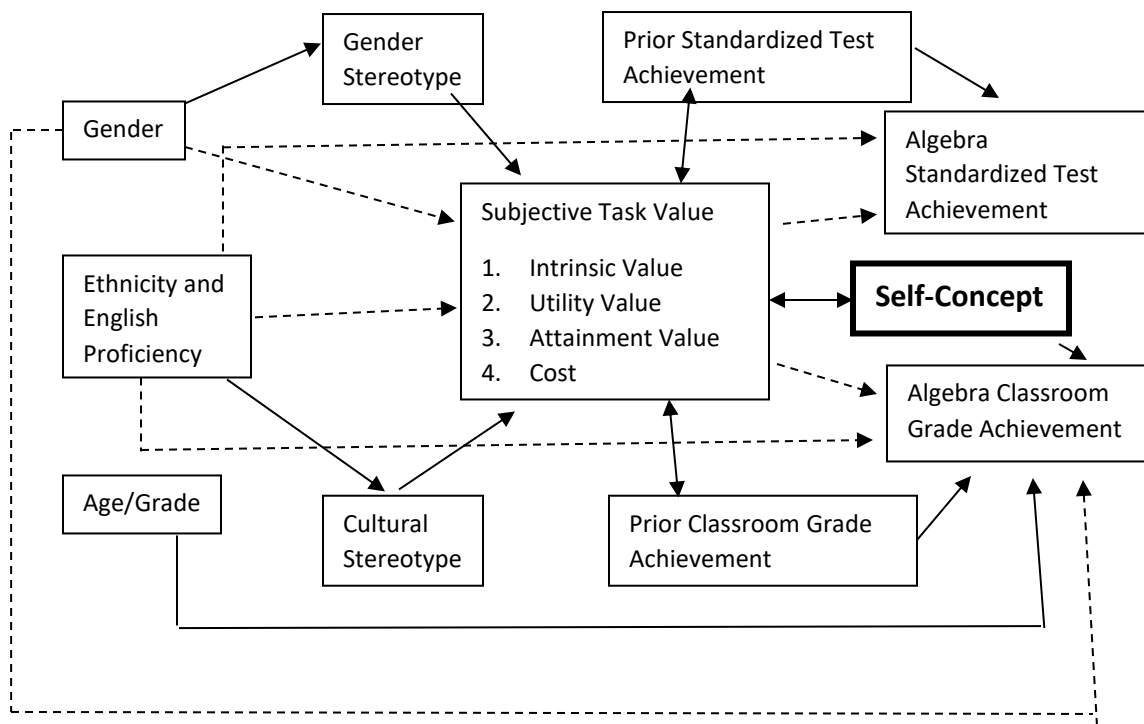 Gender
Stereotype
Prior Standardized Test
Achievement
Gender
Algebra
Standardized Test
Achievement
Subjective Task Value
1. Intrinsic Value
2. Utility Value
3. Attainment Value
4. Cost
Ethnicity and
English
Proficiency
Self-Concept
Algebra Classroom
Grade Achievement
Age/Grade
Cultural
Stereotype
Prior Classroom Grade
Achievement